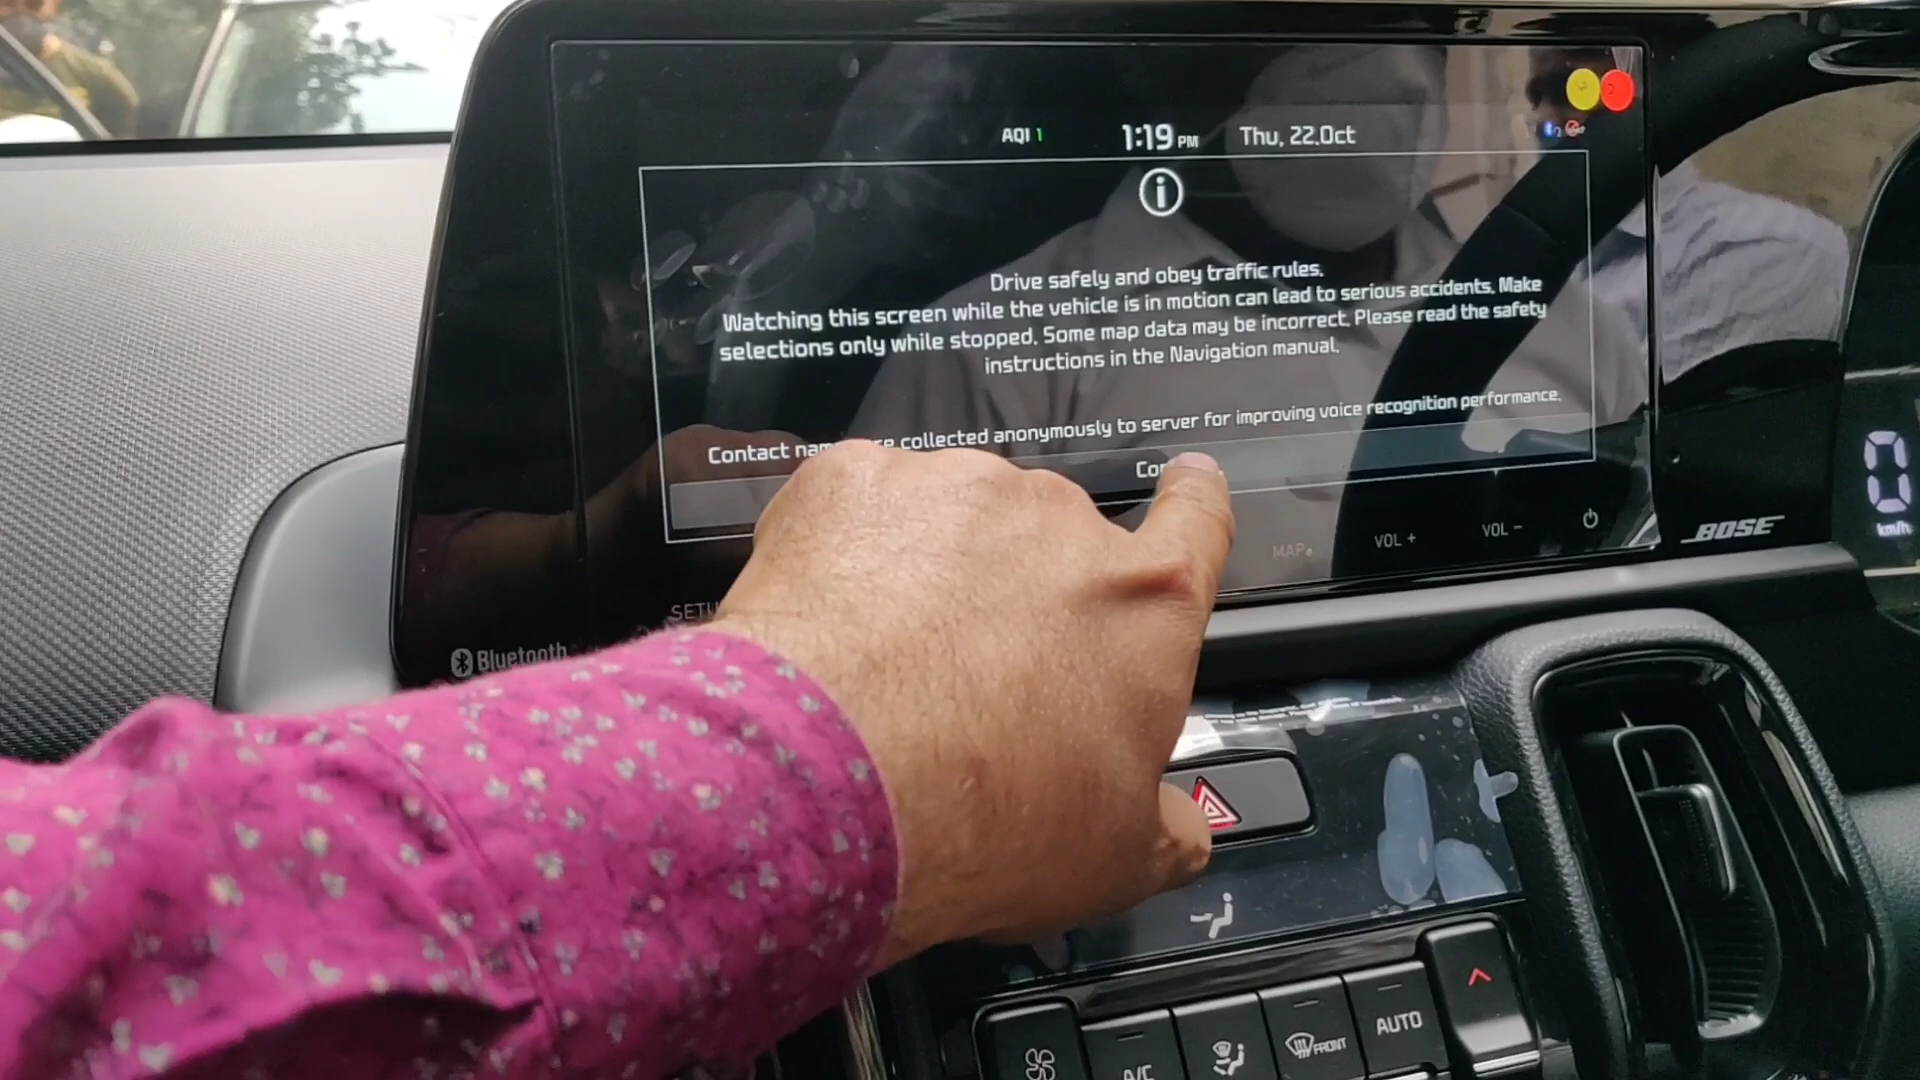 AQI 1 1:19 PM Thu, 22.Oct
Drive safely and obey traffic rules.
Watching this screen while the vehicle is in motion can lead to serious accidents. Make
selections only while stopped. Some map data may be incorrect. Please read the safety
instructions in the Navigation manual.
Contact collected anonymously to server for improving voice recognition performance.
MAP VOL + VOL − BOSE
0
km/h
Bluetooth
A/C FRONT AUTO